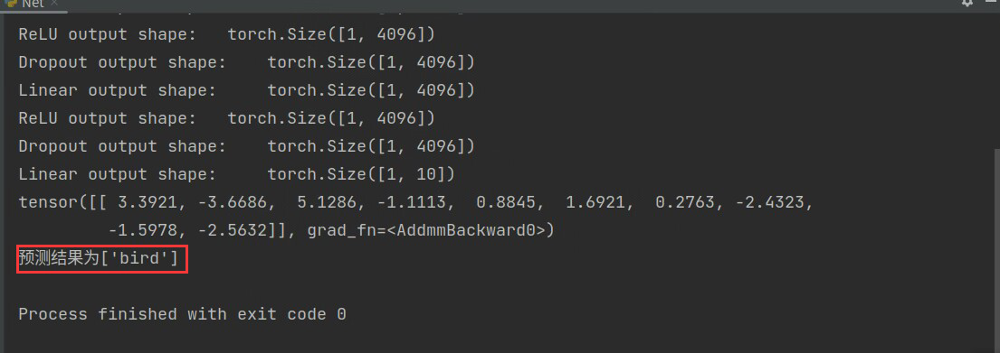 Net
ReLU output shape:   torch.Size([1, 4096])
Dropout output shape:    torch.Size([1, 4096])
Linear output shape:     torch.Size([1, 4096])
ReLU output shape:   torch.Size([1, 4096])
Dropout output shape:    torch.Size([1, 4096])
Linear output shape:     torch.Size([1, 10])
tensor([[ 3.3921, -3.6686,  5.1286, -1.1113,  0.8845,  1.6921,  0.2763, -2.4323,
         -1.5978, -2.5632]], grad_fn=<AddmmBackward0>)
预测结果为['bird']
Process finished with exit code 0